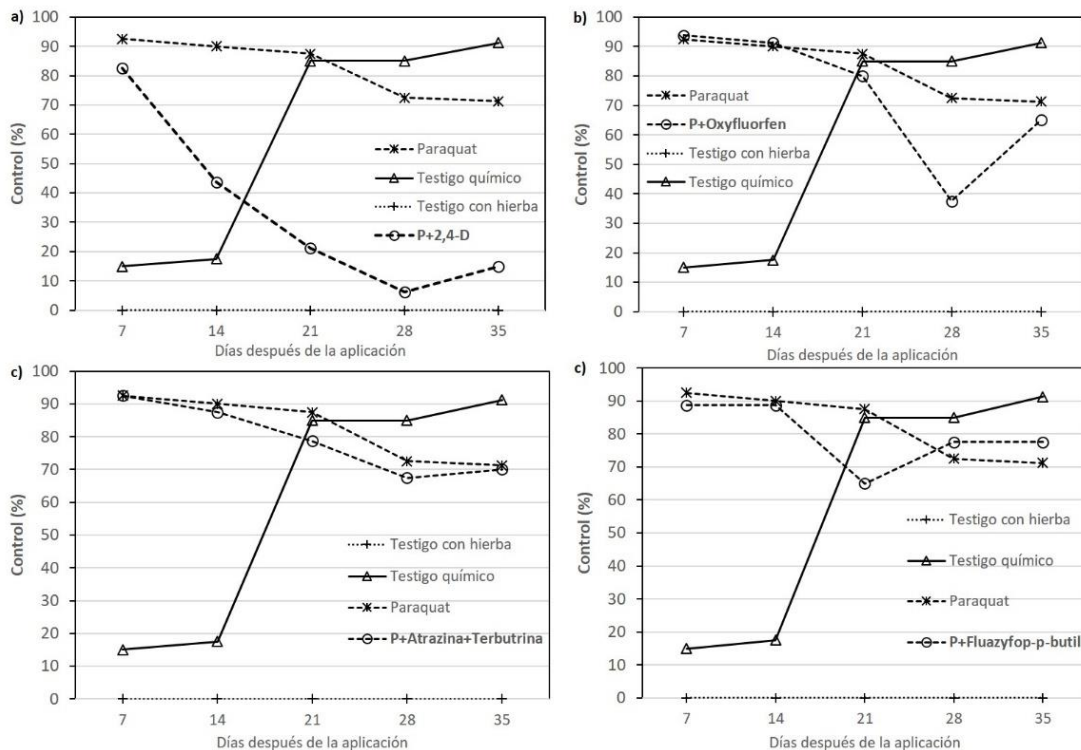 a)
Control (%)
100
90
80
70
60
50
40
30
20
10
0
Paraquat
Testigo químico
Testigo con hierba
P+2,4-D
7 14 21 28 35
Días después de la aplicación
b)
Control (%)
100
90
80
70
60
50
40
30
20
10
0
Paraquat
P+Oxyfluorfen
Testigo con hierba
Testigo químico
7 14 21 28 35
Días después de la aplicación
c)
Control (%)
100
90
80
70
60
50
40
30
20
10
0
Testigo con hierba
Testigo químico
Paraquat
P+Atrazina+Terbutrina
7 14 21 28 35
Días después de la aplicación
c)
Control (%)
100
90
80
70
60
50
40
30
20
10
0
Testigo con hierba
Testigo químico
Paraquat
P+Fluazyfop-p-butil
7 14 21 28 35
Días después de la aplicación